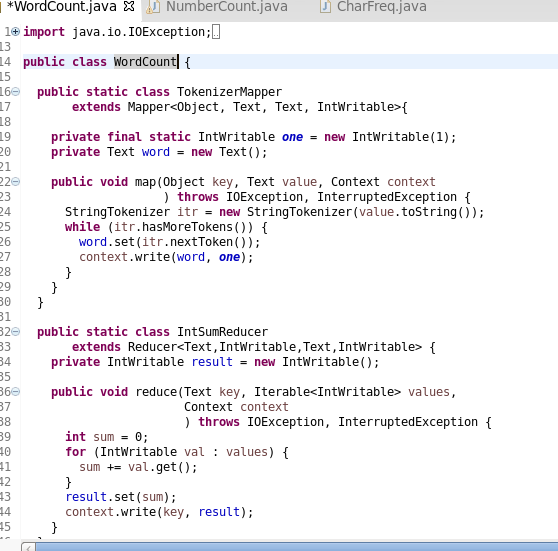 *WordCount.java NumberCount.java CharFreq.java
1 import java.io.IOException;
13
14 public class WordCount {
15
16 public static class TokenizerMapper
17 extends Mapper<Object, Text, Text, IntWritable>{
18
19 private final static IntWritable one = new IntWritable(1);
20 private Text word = new Text();
21
22 public void map(Object key, Text value, Context context
23 ) throws IOException, InterruptedException {
24 StringTokenizer itr = new StringTokenizer(value.toString());
25 while (itr.hasMoreTokens()) {
26 word.set(itr.nextToken());
27 context.write(word, one);
28 }
29 }
30 }
31
32 public static class IntSumReducer
33 extends Reducer<Text,IntWritable,Text,IntWritable> {
34 private IntWritable result = new IntWritable();
35
36 public void reduce(Text key, Iterable<IntWritable> values,
37 Context context
38 ) throws IOException, InterruptedException {
39 int sum = 0;
40 for (IntWritable val : values) {
41 sum += val.get();
42 }
43 result.set(sum);
44 context.write(key, result);
45 }